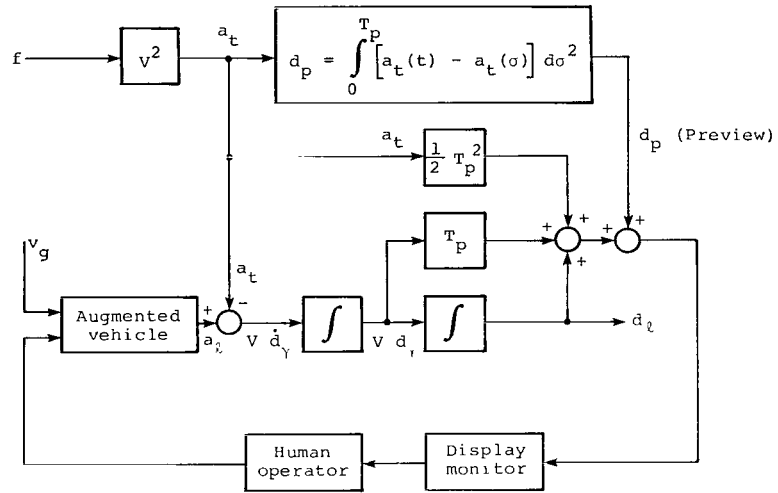 f
V²
a_t
d_p = ∫₀^{T_p} [a_t(t) - a_t(σ)] dσ²
d_p (Preview)
a_t
1/2 T_p²
+ +
+ + +
T_p
+
v_g
a_t
Augmented
vehicle
+ -
a_ℓ
V ḋ_γ
∫
V d
∫
d_ℓ
Human
operator
Display
monitor